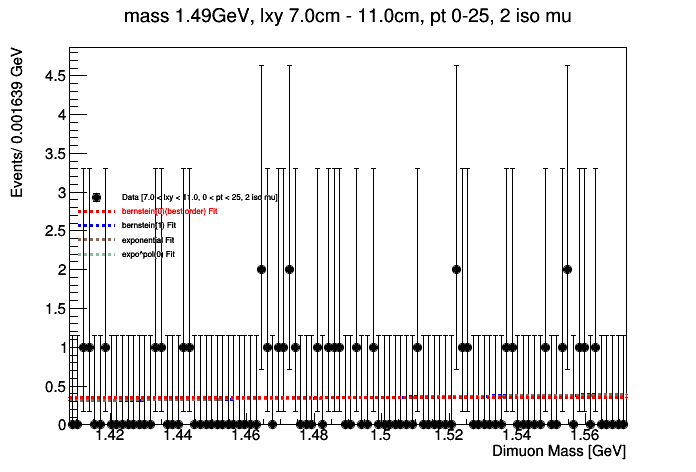 mass 1.49GeV, lxy 7.0cm - 11.0cm, pt 0-25, 2 iso mu
Events/ 0.001639 GeV
4.5
4
3.5
3
2.5
2
1.5
1
0.5
0
Data [7.0 < lxy < 11.0, 0 < pt < 25, 2 iso mu]
bernstein(0)(best order) Fit
bernstein(1) Fit
exponential Fit
expo*pol(0) Fit
1.42 1.44 1.46 1.48 1.5 1.52 1.54 1.56
Dimuon Mass [GeV]